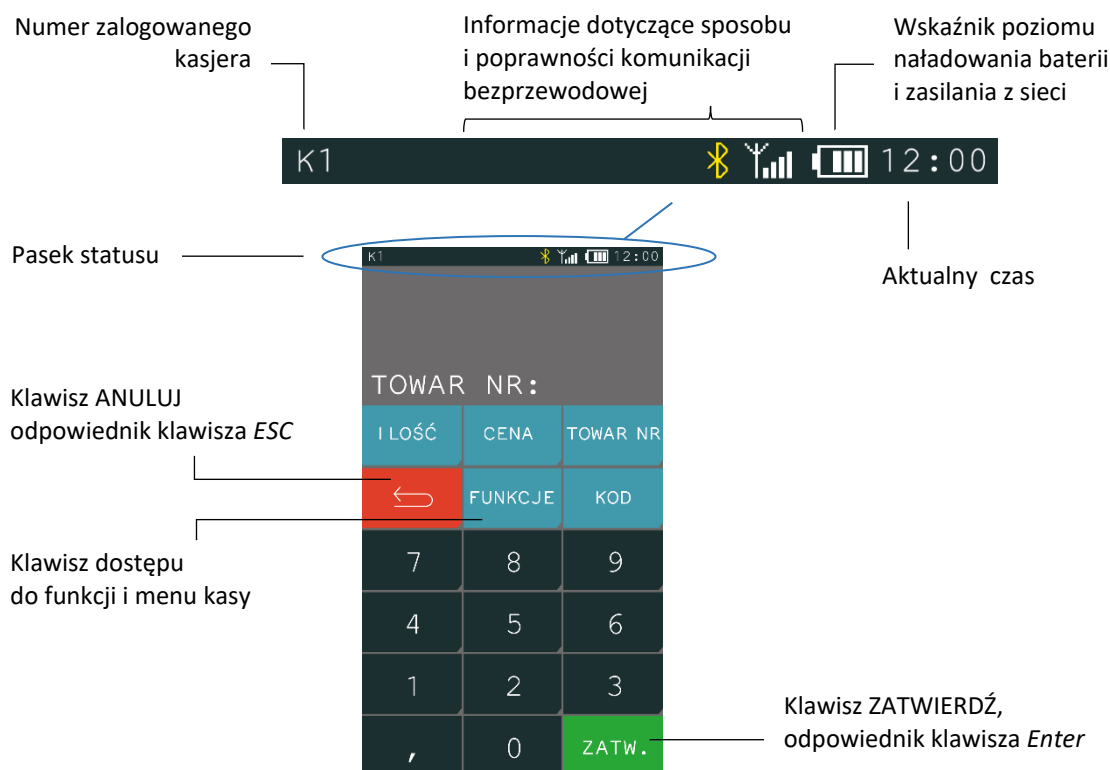 Numer zalogowanego
kasjera
Informacje dotyczące sposobu
i poprawności komunikacji
bezprzewodowej
Wskaźnik poziomu
naładowania baterii
i zasilania z sieci
K1 12:00
Pasek statusu
K1 12:00
Aktualny czas
TOWAR NR:
Klawisz ANULUJ
odpowiednik klawisza ESC
ILOŚĆ CENA TOWAR NR
FUNKCJE KOD
Klawisz dostępu
do funkcji i menu kasy
7 8 9
4 5 6
1 2 3
Klawisz ZATWIERDŹ,
odpowiednik klawisza Enter
, 0 ZATW.